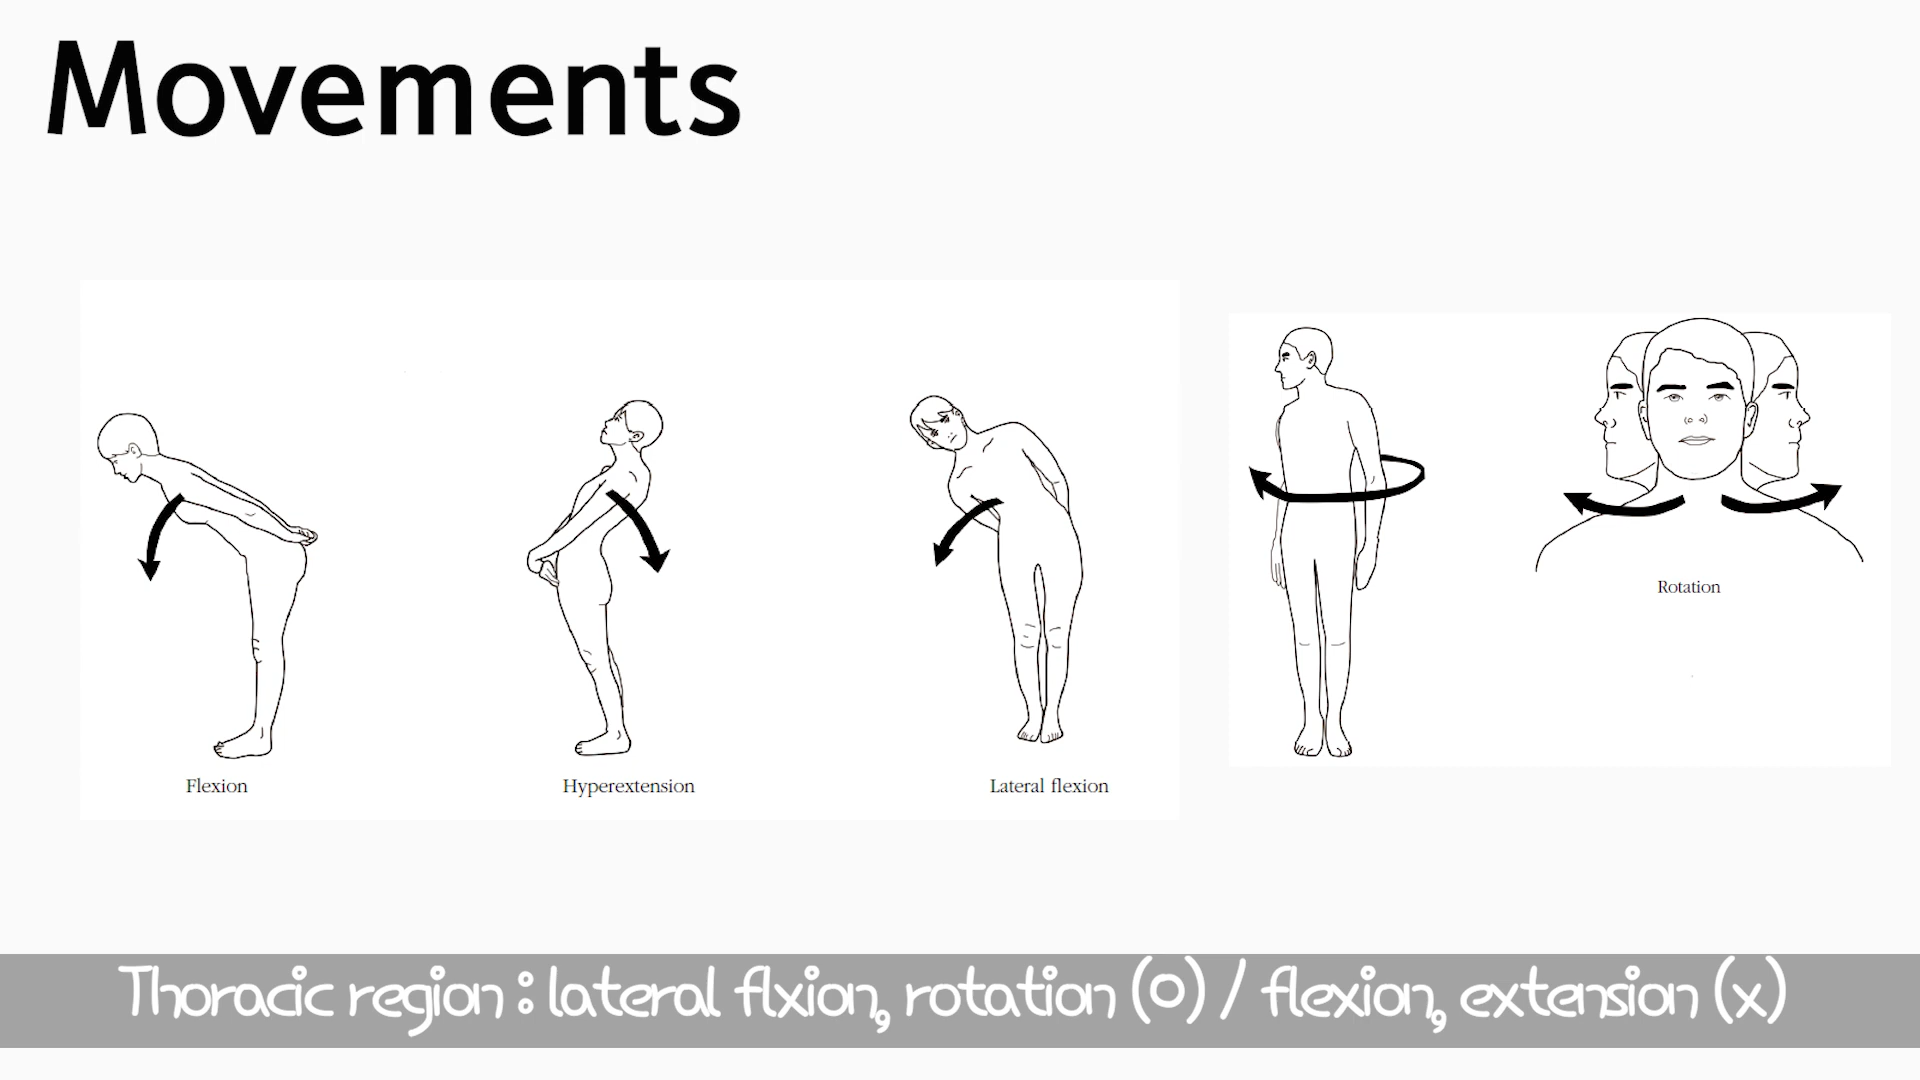 Movements
Flexion
Hyperextension
Lateral flexion
Rotation
Thoracic region : lateral flxion, rotation (O) / flexion, extension (x)